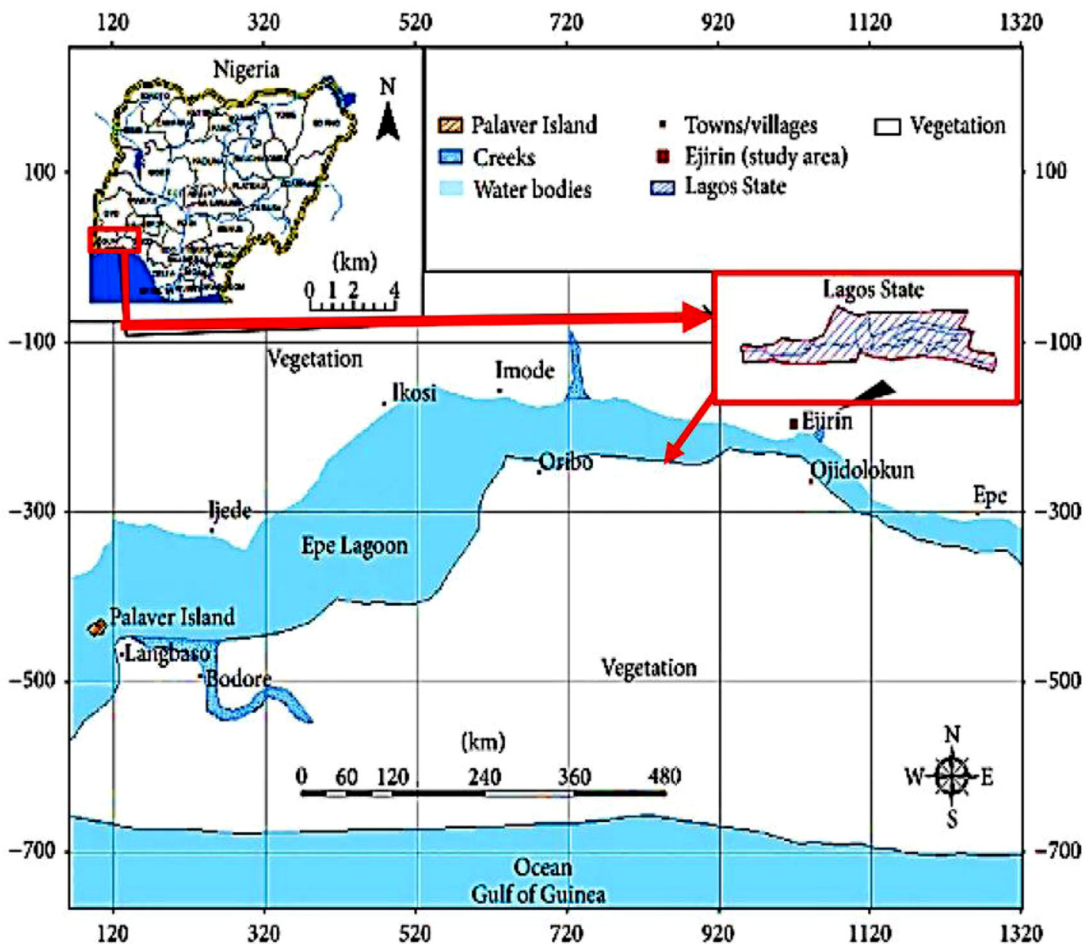 120 320 520 720 920 1120 1320
Nigeria
N
(km)
0 1 2 4
Palaver Island
Creeks
Water bodies
Towns/villages
Ejirin (study area)
Lagos State
Vegetation
100 100
Lagos State
−100 −100
Vegetation
Imode
Ikosi
Ejirin
Oribo
Ojidolokun
Epe
−300 −300
Ijede
Epe Lagoon
Palaver Island
Langbaso
Bodore
Vegetation
−500 −500
(km)
0 60 120 240 360 480
N
W E
S
−700 −700
Ocean
Gulf of Guinea
120 320 520 720 920 1120 1320